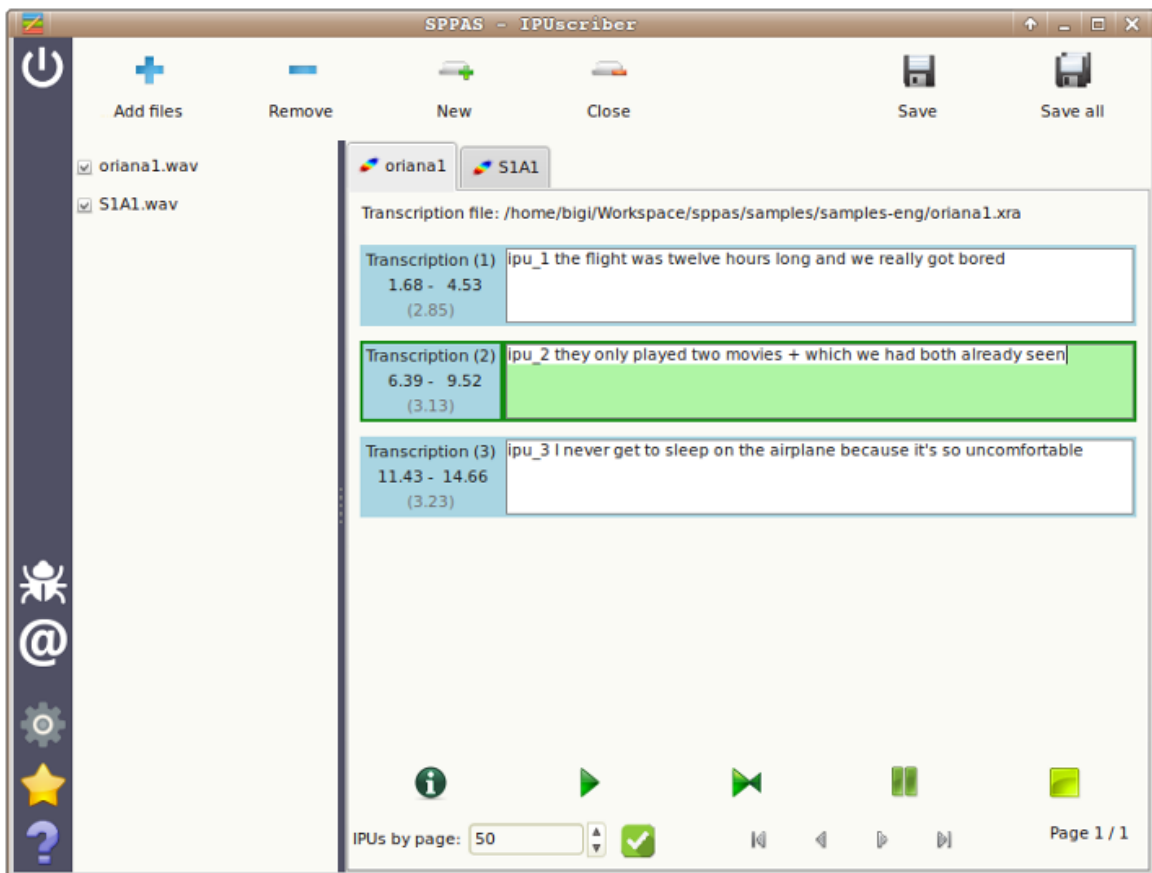 SPPAS - IPUscriber
Add files
Remove
New
Close
Save
Save all
oriana1.wav
S1A1.wav
oriana1
S1A1
Transcription file: /home/bigi/Workspace/sppas/samples/samples-eng/oriana1.xra
Transcription (1)
1.68 - 4.53
(2.85)
ipu_1 the flight was twelve hours long and we really got bored
Transcription (2)
6.39 - 9.52
(3.13)
ipu_2 they only played two movies + which we had both already seen
Transcription (3)
11.43 - 14.66
(3.23)
ipu_3 I never get to sleep on the airplane because it's so uncomfortable
@
?
IPUs by page: 50
Page 1 / 1